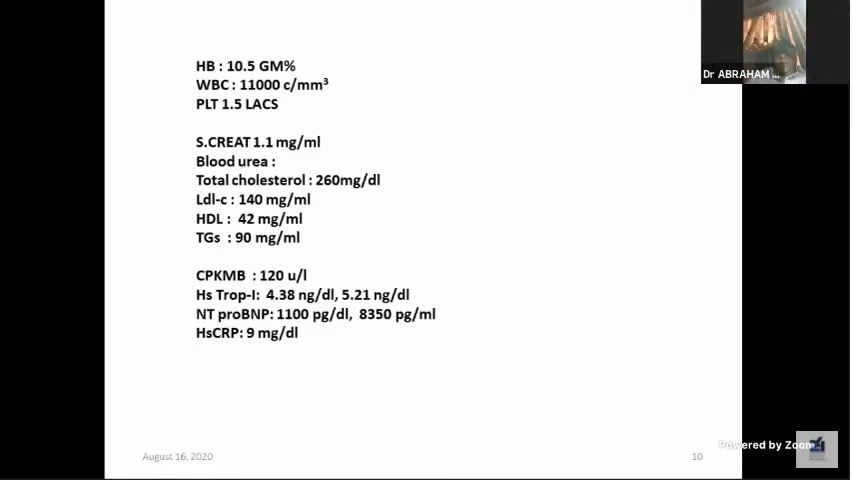 HB : 10.5 GM%
WBC : 11000 c/mm³
PLT 1.5 LACS
S.CREAT 1.1 mg/ml
Blood urea :
Total cholesterol : 260mg/dl
Ldl-c : 140 mg/ml
HDL : 42 mg/ml
TGs : 90 mg/ml
CPKMB : 120 u/l
Hs Trop-I: 4.38 ng/dl, 5.21 ng/dl
NT proBNP: 1100 pg/dl, 8350 pg/ml
HsCRP: 9 mg/dl
Dr ABRAHAM ...
Powered by Zoom
August 16, 2020
10